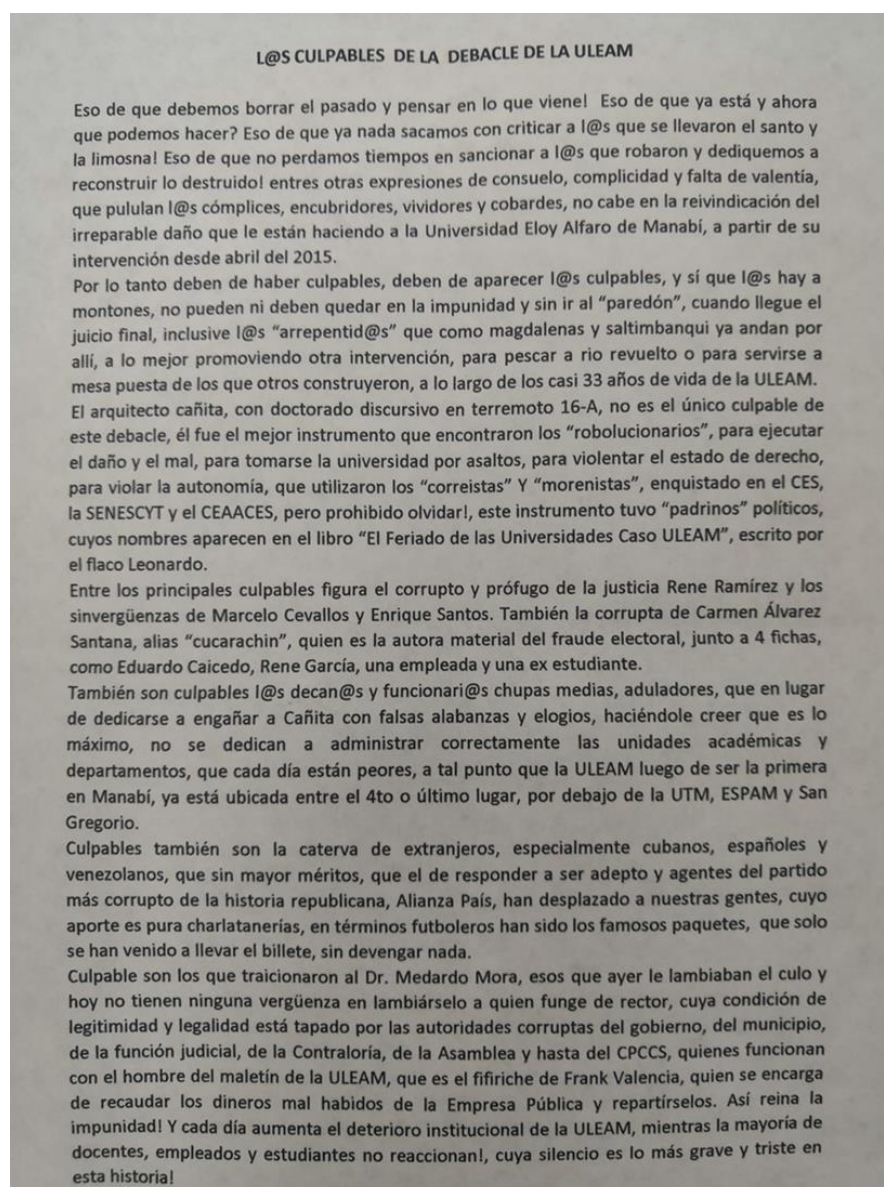 L@S CULPABLES DE LA DEBACLE DE LA ULEAM
Eso de que debemos borrar el pasado y pensar en lo que viene! Eso de que ya está y ahora
que podemos hacer? Eso de que ya nada sacamos con criticar a l@s que se llevaron el santo y
la limosna! Eso de que no perdamos tiempos en sancionar a l@s que robaron y dediquemos a
reconstruir lo destruido! entres otras expresiones de consuelo, complicidad y falta de valentía,
que pululan l@s cómplices, encubridores, vividores y cobardes, no cabe en la reivindicación del
irreparable daño que le están haciendo a la Universidad Eloy Alfaro de Manabí, a partir de su
intervención desde abril del 2015.
Por lo tanto deben de haber culpables, deben de aparecer l@s culpables, y sí que l@s hay a
montones, no pueden ni deben quedar en la impunidad y sin ir al “paredón”, cuando llegue el
juicio final, inclusive l@s “arrepentid@s” que como magdalenas y saltimbanqui ya andan por
allí, a lo mejor promoviendo otra intervención, para pescar a rio revuelto o para servirse a
mesa puesta de los que otros construyeron, a lo largo de los casi 33 años de vida de la ULEAM.
El arquitecto cañita, con doctorado discursivo en terremoto 16-A, no es el único culpable de
este debacle, él fue el mejor instrumento que encontraron los “robolucionarios”, para ejecutar
el daño y el mal, para tomarse la universidad por asaltos, para violentar el estado de derecho,
para violar la autonomía, que utilizaron los “correistas” Y “morenistas”, enquistado en el CES,
la SENESCYT y el CEAACES, pero prohibido olvidar!, este instrumento tuvo “padrinos” políticos,
cuyos nombres aparecen en el libro “El Feriado de las Universidades Caso ULEAM”, escrito por
el flaco Leonardo.
Entre los principales culpables figura el corrupto y prófugo de la justicia Rene Ramírez y los
sinvergüenzas de Marcelo Cevallos y Enrique Santos. También la corrupta de Carmen Álvarez
Santana, alias “cucarachin”, quien es la autora material del fraude electoral, junto a 4 fichas,
como Eduardo Caicedo, Rene García, una empleada y una ex estudiante.
También son culpables l@s decan@s y funcionari@s chupas medias, aduladores, que en lugar
de dedicarse a engañar a Cañita con falsas alabanzas y elogios, haciéndole creer que es lo
máximo, no se dedican a administrar correctamente las unidades académicas y
departamentos, que cada día están peores, a tal punto que la ULEAM luego de ser la primera
en Manabí, ya está ubicada entre el 4to o último lugar, por debajo de la UTM, ESPAM y San
Gregorio.
Culpables también son la caterva de extranjeros, especialmente cubanos, españoles y
venezolanos, que sin mayor méritos, que el de responder a ser adepto y agentes del partido
más corrupto de la historia republicana, Alianza País, han desplazado a nuestras gentes, cuyo
aporte es pura charlatanerías, en términos futboleros han sido los famosos paquetes, que solo
se han venido a llevar el billete, sin devengar nada.
Culpable son los que traicionaron al Dr. Medardo Mora, esos que ayer le lambiaban el culo y
hoy no tienen ninguna vergüenza en lambiárselo a quien funge de rector, cuya condición de
legitimidad y legalidad está tapado por las autoridades corruptas del gobierno, del municipio,
de la función judicial, de la Contraloría, de la Asamblea y hasta del CPCCS, quienes funcionan
con el hombre del maletín de la ULEAM, que es el fifiriche de Frank Valencia, quien se encarga
de recaudar los dineros mal habidos de la Empresa Pública y repartírselos. Así reina la
impunidad! Y cada día aumenta el deterioro institucional de la ULEAM, mientras la mayoría de
docentes, empleados y estudiantes no reaccionan!, cuya silencio es lo más grave y triste en
esta historia!